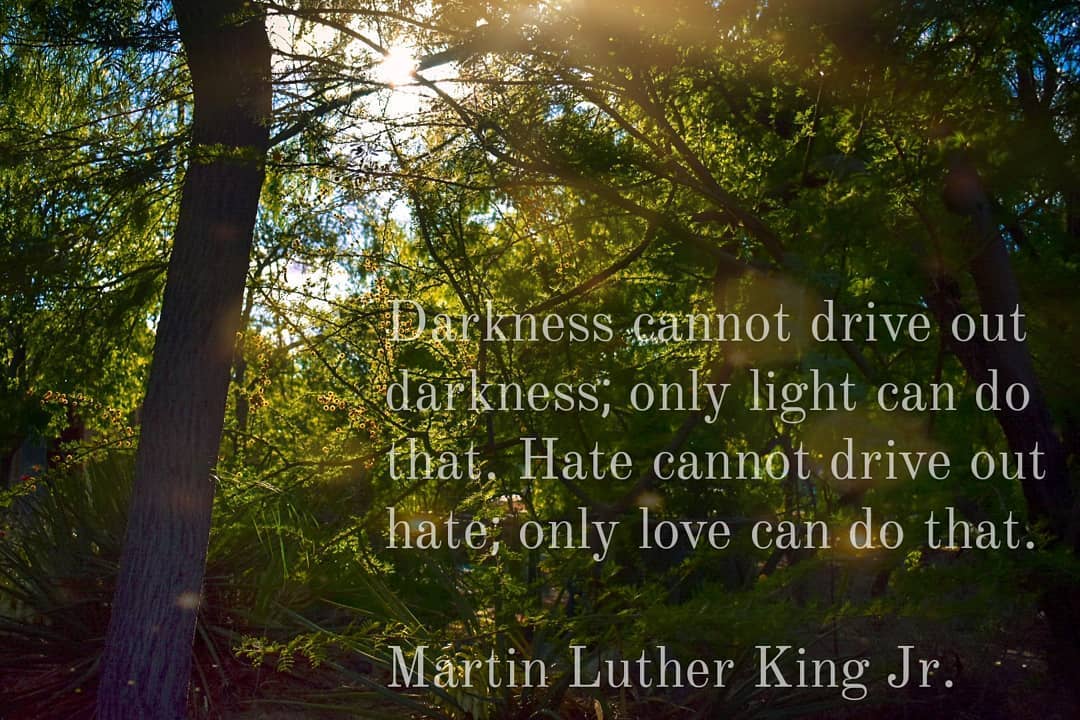 Darkness cannot drive out
darkness; only light can do
that. Hate cannot drive out
hate; only love can do that.
Martin Luther King Jr.